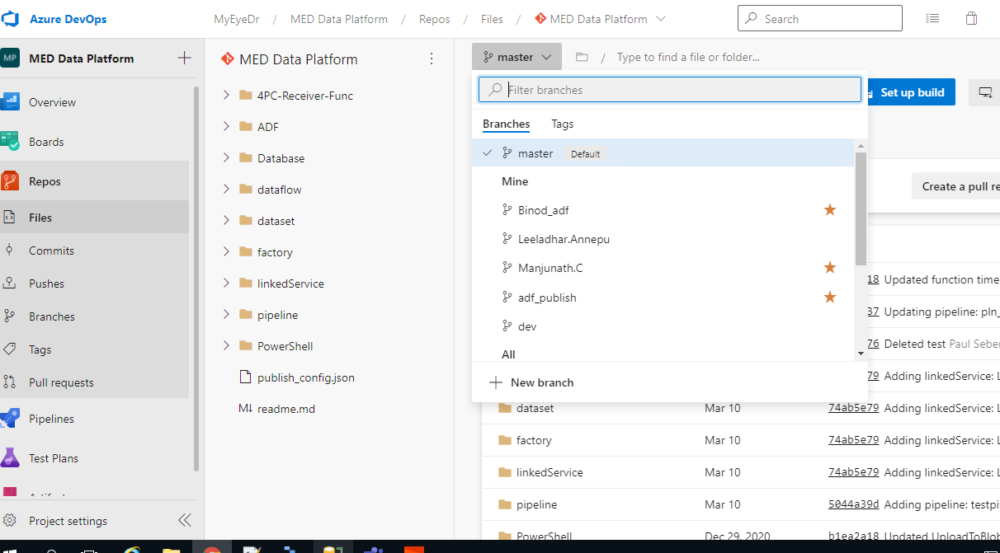 Azure DevOps
MyEyeDr / MED Data Platform / Repos / Files / MED Data Platform
Search
MP MED Data Platform
Overview
Boards
Repos
Files
Commits
Pushes
Branches
Tags
Pull requests
Pipelines
Test Plans
Project settings
MED Data Platform
4PC-Receiver-Func
ADF
Database
dataflow
dataset
factory
linkedService
pipeline
PowerShell
publish_config.json
M↓ readme.md
master / Type to find a file or folder...
Filter branches
Set up build
Branches Tags
master Default
Mine
Binod_adf
Leeladhar.Annepu
Manjunath.C
adf_publish
dev
All
New branch
Create a pull re
18 Updated function time
37 Updating pipeline: pln_
76 Deleted test Paul Seber
79 Adding linkedService: L
dataset Mar 10 74ab5e79 Adding linkedService: L
factory Mar 10 74ab5e79 Adding linkedService: L
linkedService Mar 10 74ab5e79 Adding linkedService: L
pipeline Mar 10 5044a39d Adding pipeline: testpi
PowerShell Dec 29, 2020 b1ea2a18 Updated UploadToBlob